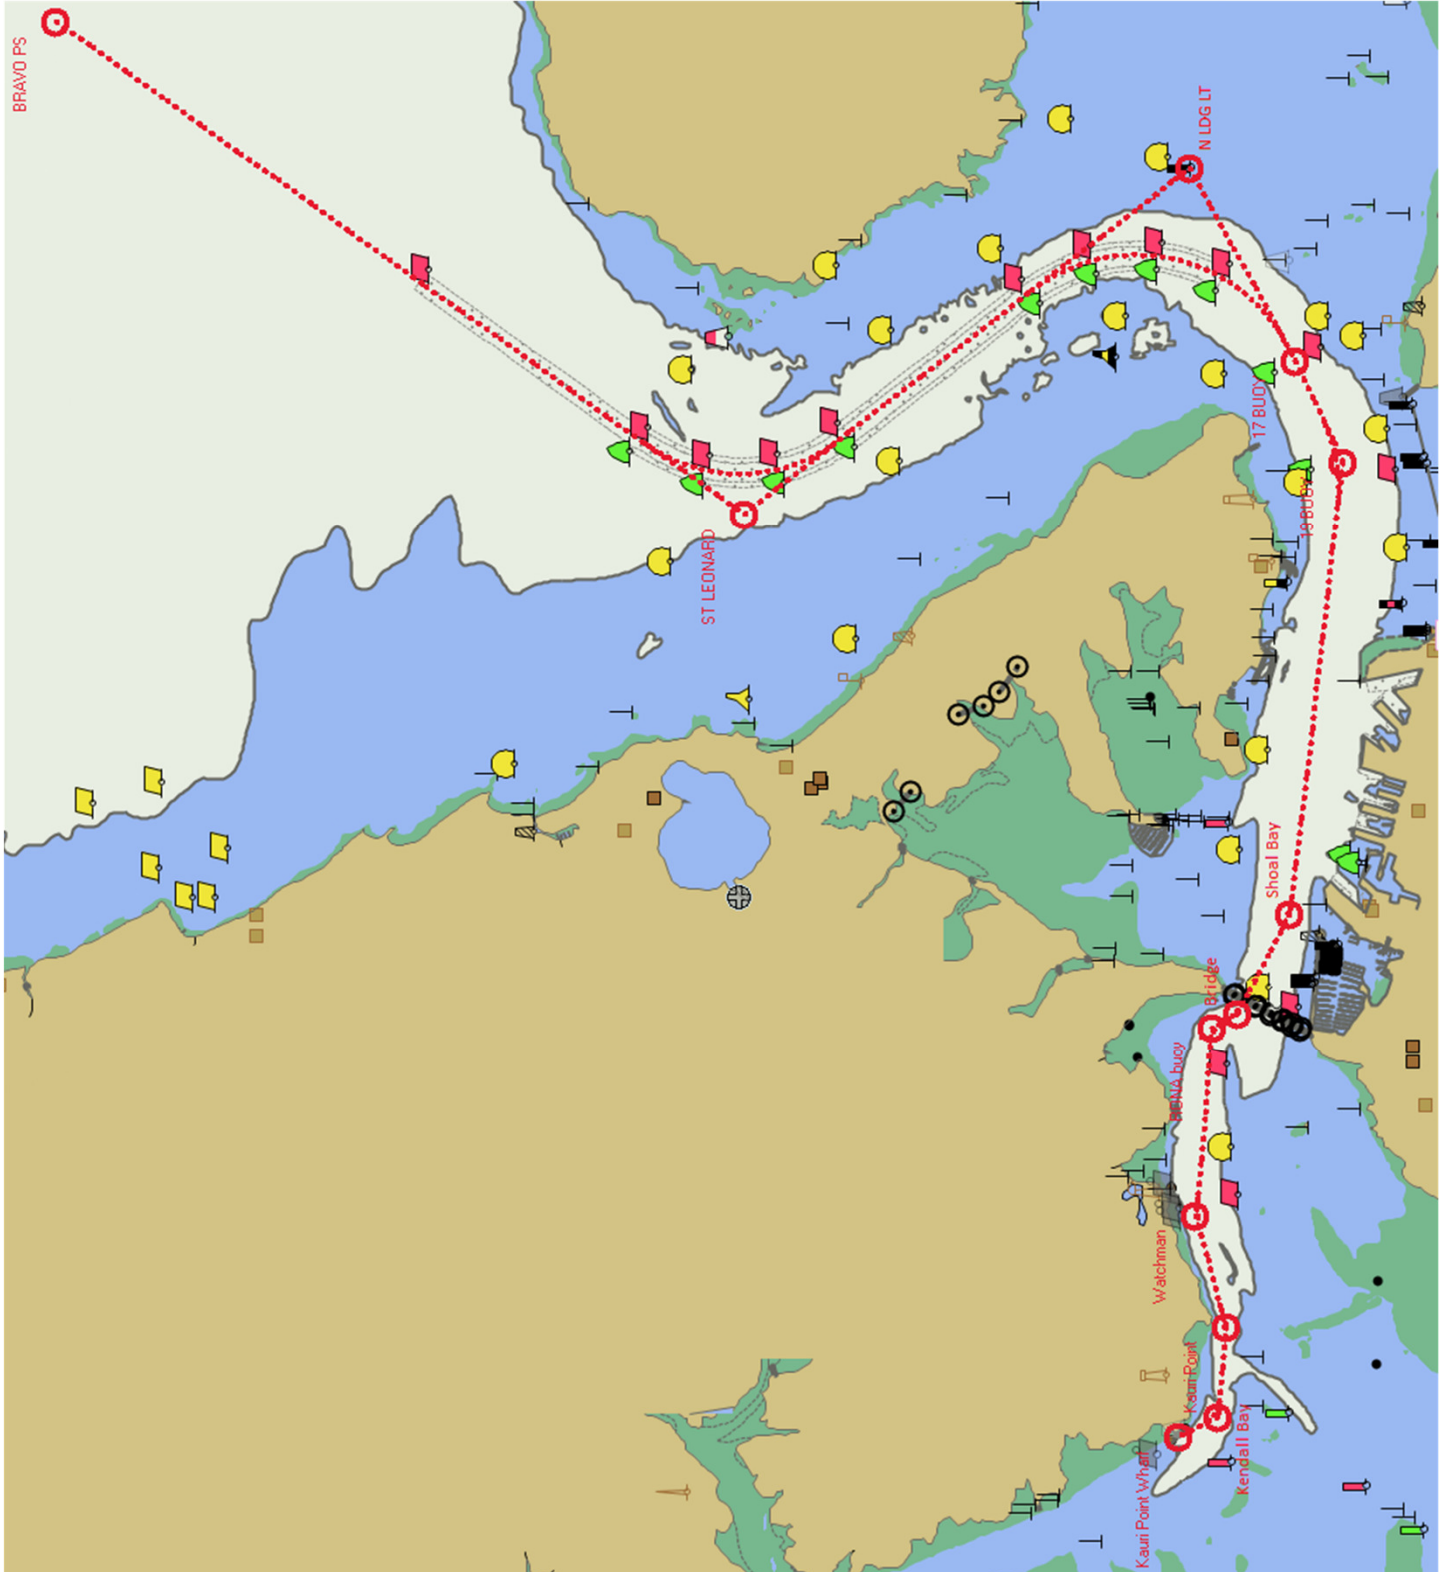 BRAVO PS
N LDG LT
ST LEONARD
17 BUOY
19 BUOY
Shoal Bay
Bridge
RONA buoy
Watchman
Kauri Point
Kendall Bay
Kauri Point Wharf